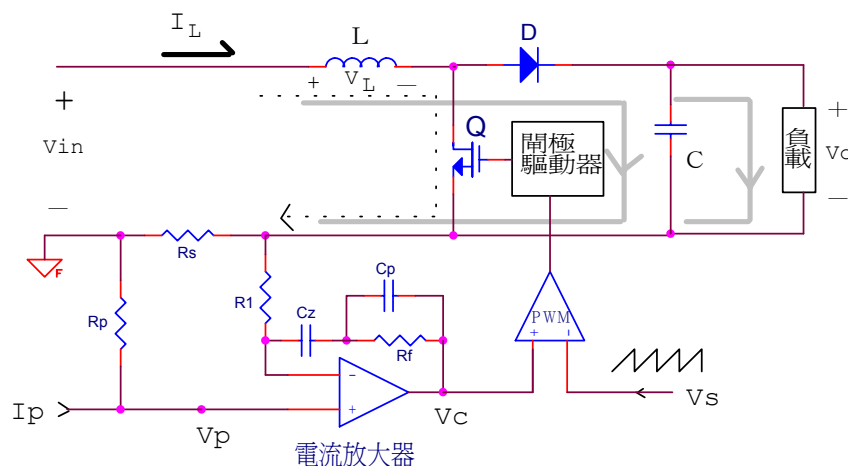 I_L
L
D
+
V_L
—
+
Vin
—
Q
閘極
驅動器
C
負載
+
Vo
—
Rs
F
Rp
R1
Cz
Cp
Rf
PWM
+
-
-
+
Ip
Vp
Vc
Vs
電流放大器